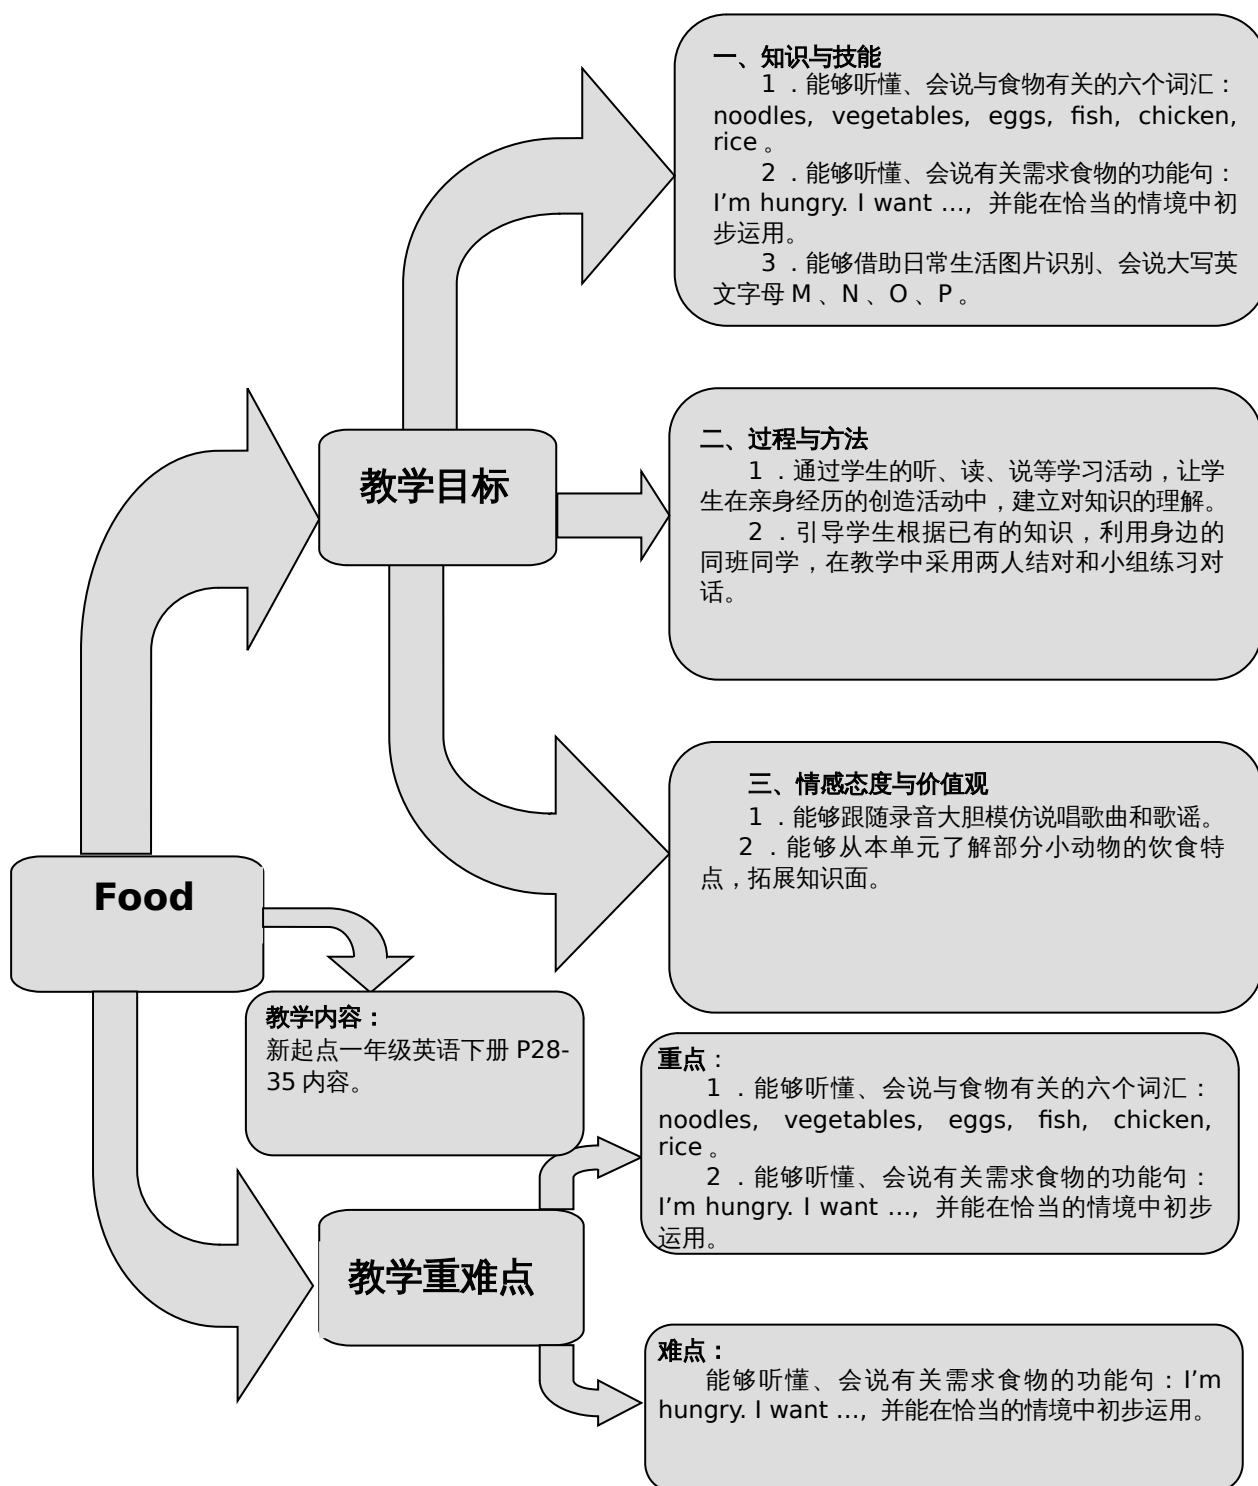 一、知识与技能
1．能够听懂、会说与食物有关的六个词汇：
noodles, vegetables, eggs, fish, chicken,
rice。
2．能够听懂、会说有关需求食物的功能句：
I’m hungry. I want …, 并能在恰当的情境中初
步运用。
3．能够借助日常生活图片识别、会说大写英
文字母 M、N、O、P。
教学目标
二、过程与方法
1．通过学生的听、读、说等学习活动，让学
生在亲身经历的创造活动中，建立对知识的理解。
2．引导学生根据已有的知识，利用身边的
同班同学，在教学中采用两人结对和小组练习对
话。
三、情感态度与价值观
1．能够跟随录音大胆模仿说唱歌曲和歌谣。
2．能够从本单元了解部分小动物的饮食特
点，拓展知识面。
Food
教学内容：
新起点一年级英语下册 P28-
35 内容。
重点：
1．能够听懂、会说与食物有关的六个词汇：
noodles, vegetables, eggs, fish, chicken,
rice。
2．能够听懂、会说有关需求食物的功能句：
I’m hungry. I want …, 并能在恰当的情境中初步
运用。
教学重难点
难点：
能够听懂、会说有关需求食物的功能句：I’m
hungry. I want …, 并能在恰当的情境中初步运用。